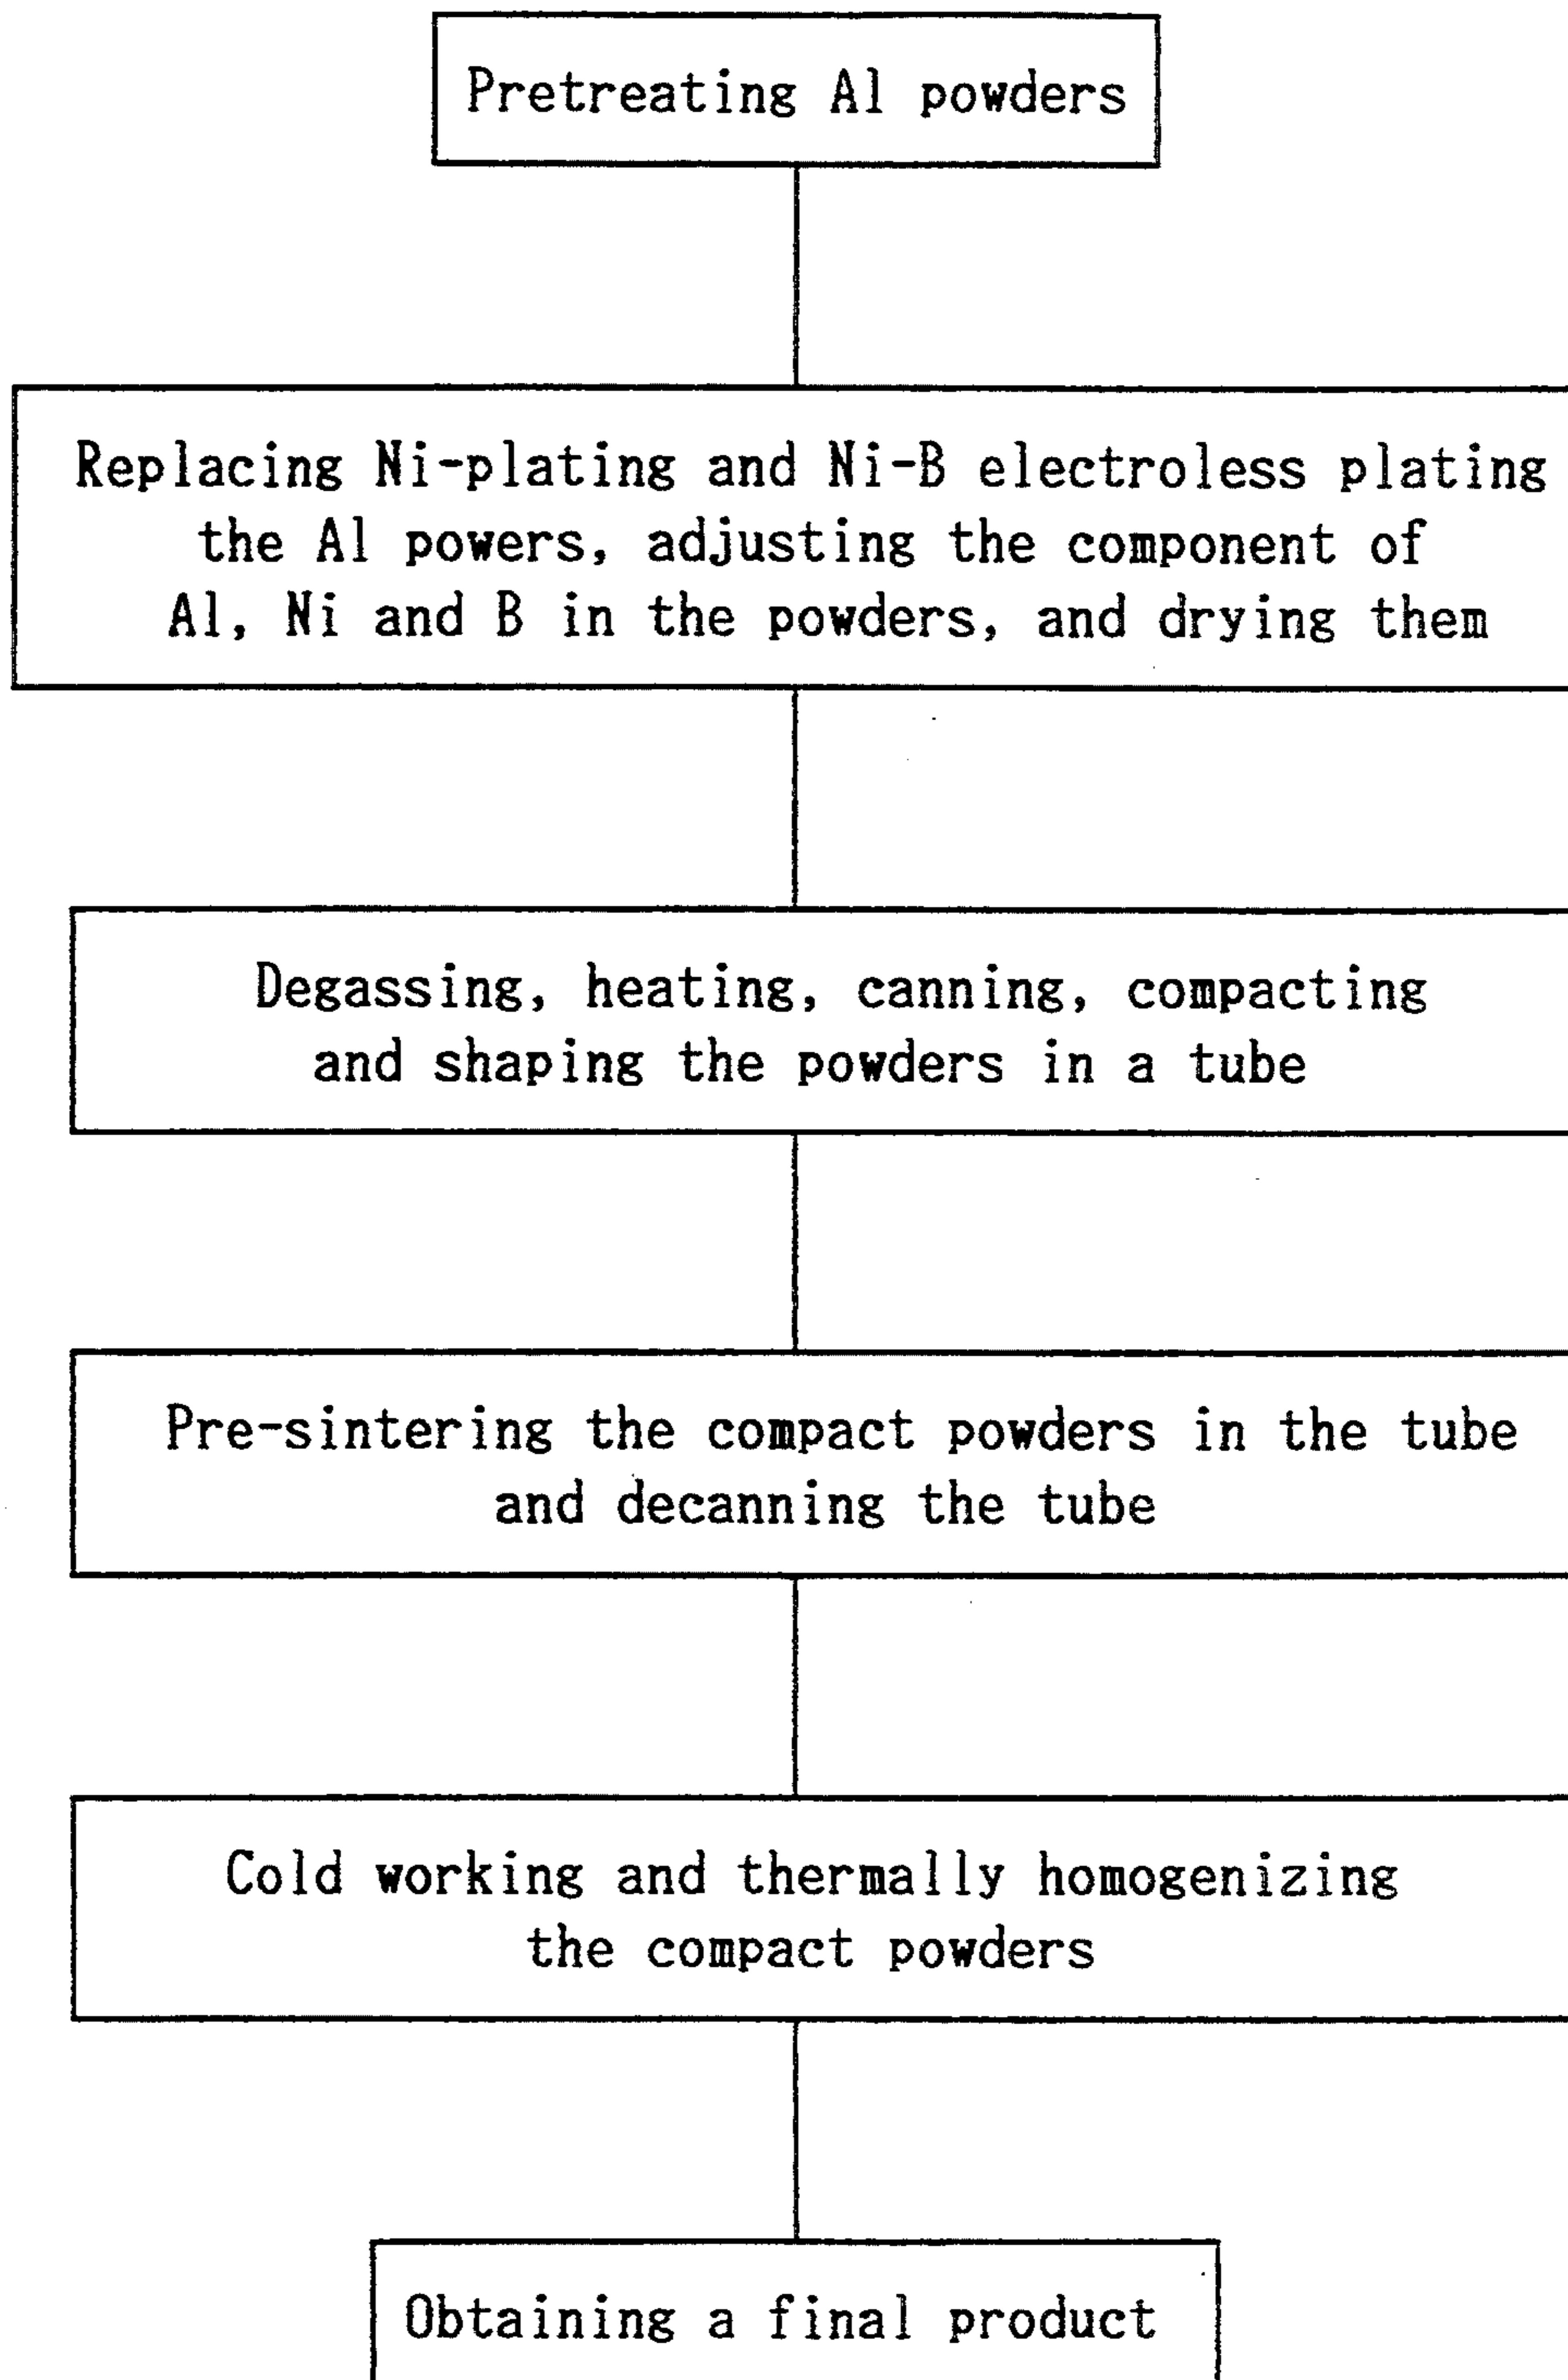 Pretreating Al powders
Replacing Ni-plating and Ni-B electroless plating
the Al powers, adjusting the component of
Al, Ni and B in the powders, and drying them
Degassing, heating, canning, compacting
and shaping the powders in a tube
Pre-sintering the compact powders in the tube
and decanning the tube
Cold working and thermally homogenizing
the compact powders
Obtaining a final product